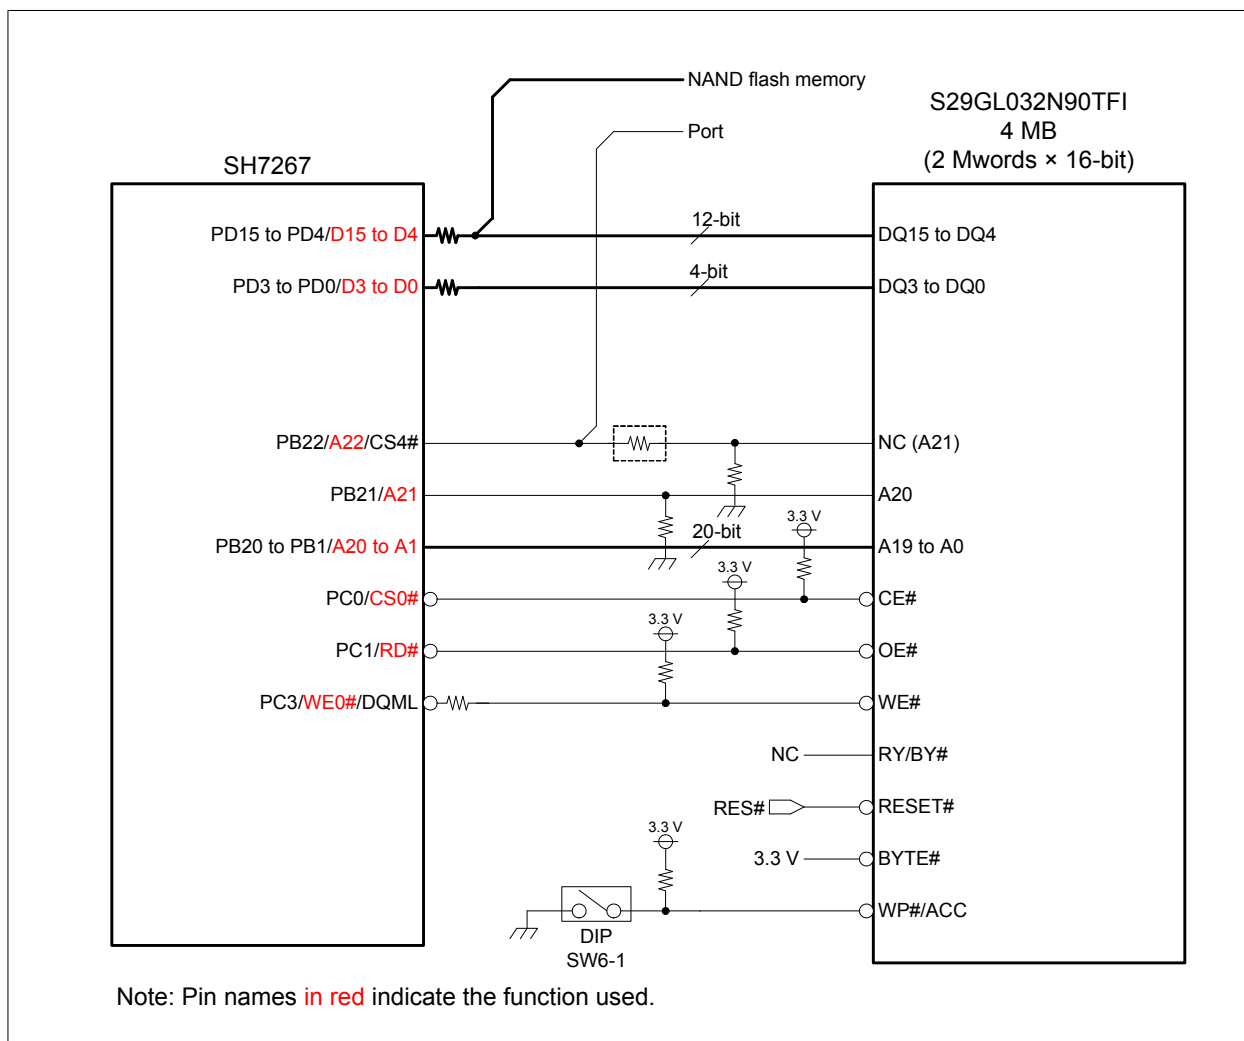 NAND flash memory
S29GL032N90TFI
4 MB
(2 Mwords × 16-bit)
Port
SH7267
PD15 to PD4/D15 to D4
12-bit
DQ15 to DQ4
PD3 to PD0/D3 to D0
4-bit
DQ3 to DQ0
PB22/A22/CS4#
NC (A21)
PB21/A21
A20
3.3 V
PB20 to PB1/A20 to A1
20-bit
A19 to A0
3.3 V
PC0/CS0#
CE#
3.3 V
PC1/RD#
OE#
PC3/WE0#/DQML
WE#
NC
RY/BY#
RES#
RESET#
3.3 V
3.3 V
BYTE#
WP#/ACC
DIP
SW6-1
Note: Pin names in red indicate the function used.